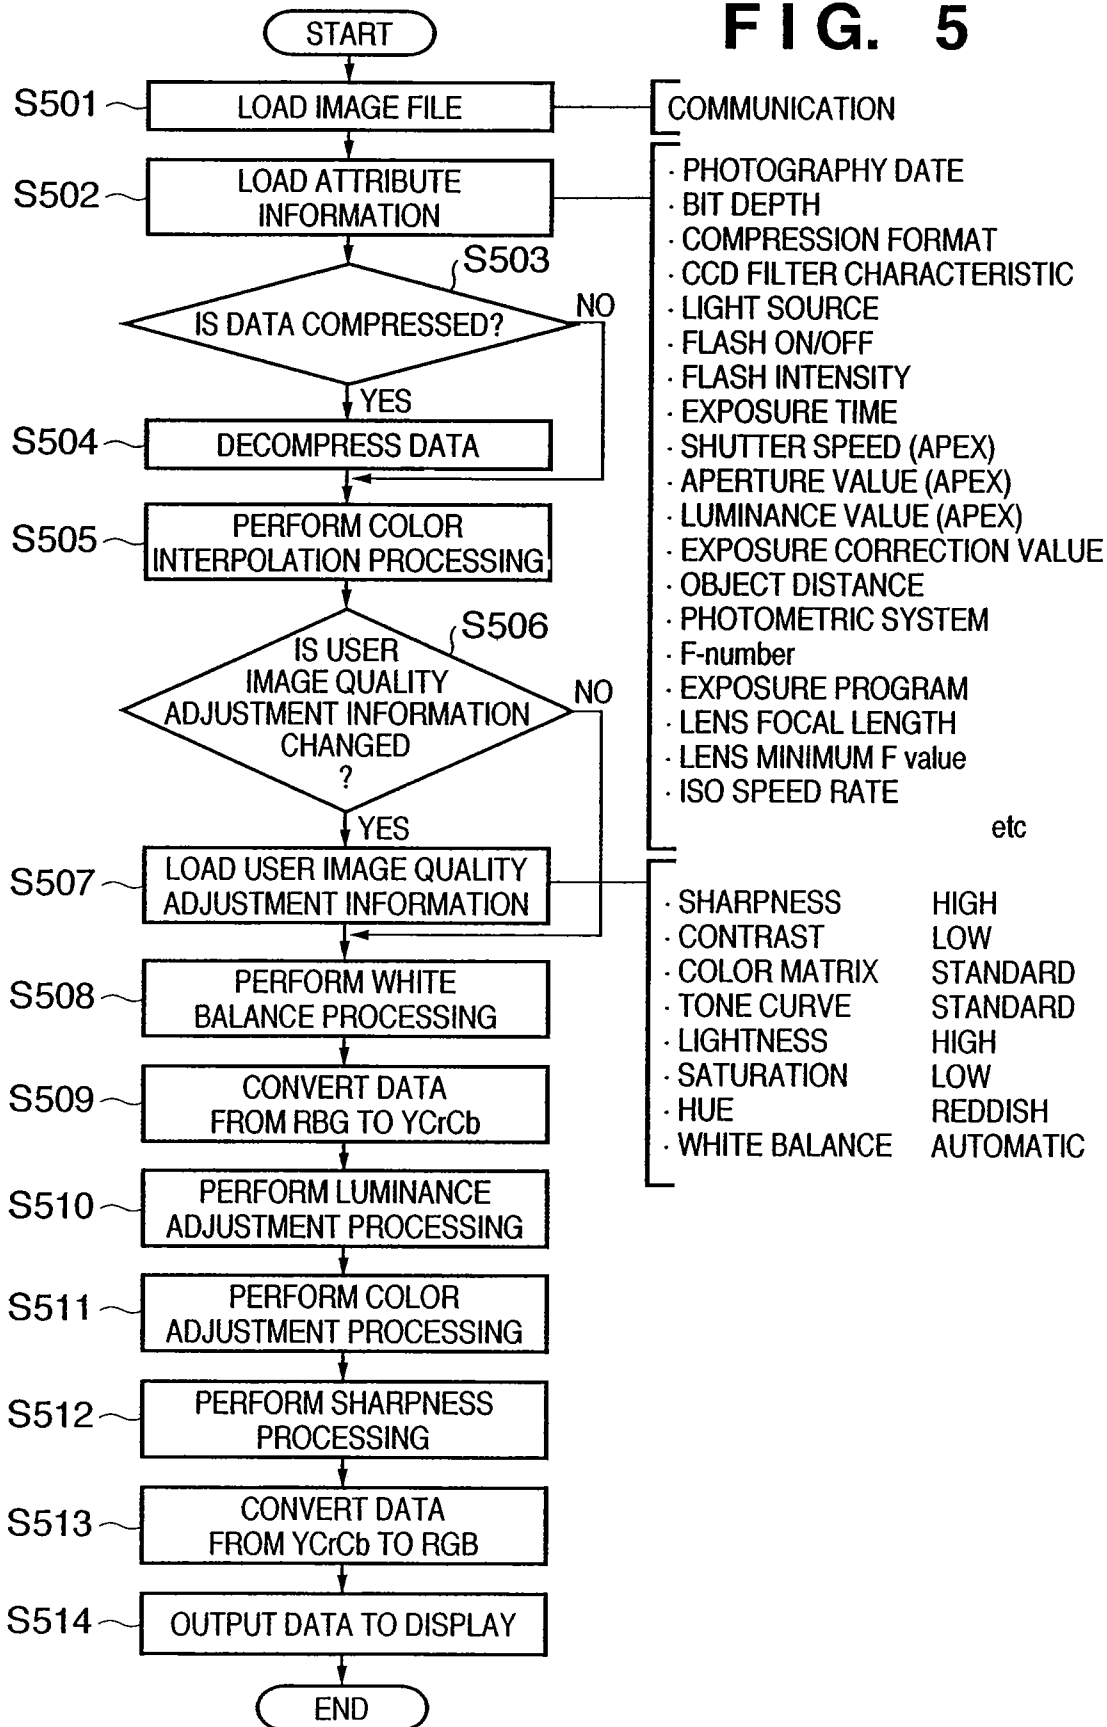 FIG. 5
START
S501
LOAD IMAGE FILE
COMMUNICATION
S502
LOAD ATTRIBUTE
INFORMATION
· PHOTOGRAPHY DATE
· BIT DEPTH
· COMPRESSION FORMAT
· CCD FILTER CHARACTERISTIC
· LIGHT SOURCE
· FLASH ON/OFF
· FLASH INTENSITY
· EXPOSURE TIME
· SHUTTER SPEED (APEX)
· APERTURE VALUE (APEX)
· LUMINANCE VALUE (APEX)
· EXPOSURE CORRECTION VALUE
· OBJECT DISTANCE
· PHOTOMETRIC SYSTEM
· F-number
· EXPOSURE PROGRAM
· LENS FOCAL LENGTH
· LENS MINIMUM F value
· ISO SPEED RATE
etc
S503
IS DATA COMPRESSED?
NO
YES
S504
DECOMPRESS DATA
S505
PERFORM COLOR
INTERPOLATION PROCESSING
S506
IS USER
IMAGE QUALITY
ADJUSTMENT INFORMATION
CHANGED
?
NO
YES
S507
LOAD USER IMAGE QUALITY
ADJUSTMENT INFORMATION
· SHARPNESS HIGH
· CONTRAST LOW
· COLOR MATRIX STANDARD
· TONE CURVE STANDARD
· LIGHTNESS HIGH
· SATURATION LOW
· HUE REDDISH
· WHITE BALANCE AUTOMATIC
S508
PERFORM WHITE
BALANCE PROCESSING
S509
CONVERT DATA
FROM RBG TO YCrCb
S510
PERFORM LUMINANCE
ADJUSTMENT PROCESSING
S511
PERFORM COLOR
ADJUSTMENT PROCESSING
S512
PERFORM SHARPNESS
PROCESSING
S513
CONVERT DATA
FROM YCrCb TO RGB
S514
OUTPUT DATA TO DISPLAY
END